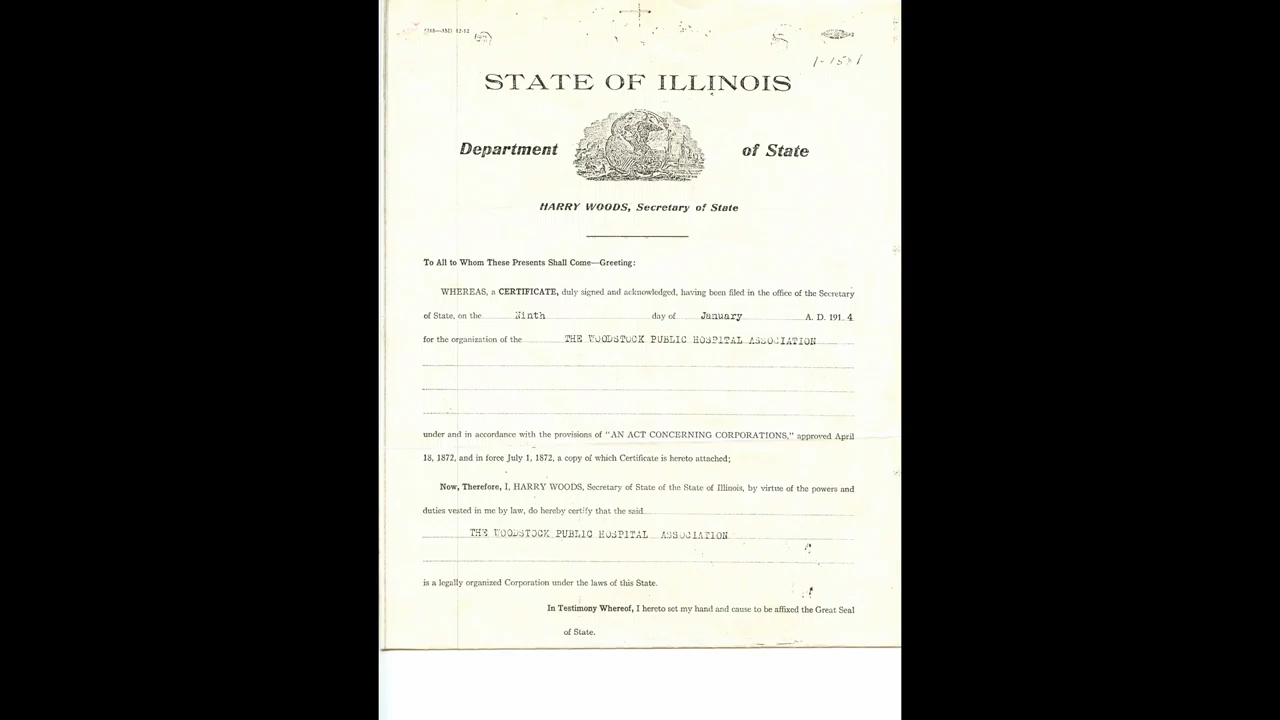 STATE OF ILLINOIS
Department of State
HARRY WOODS, Secretary of State
To All to Whom These Presents Shall Come—Greeting:
WHEREAS, a CERTIFICATE, duly signed and acknowledged, having been filed in the office of the Secretary
of State, on the Ninth day of January A. D. 191 4
for the organization of the THE WOODSTOCK PUBLIC HOSPITAL ASSOCIATION
under and in accordance with the provisions of "AN ACT CONCERNING CORPORATIONS," approved April
18, 1872, and in force July 1, 1872, a copy of which Certificate is hereto attached;
Now, Therefore, I, HARRY WOODS, Secretary of State of the State of Illinois, by virtue of the powers and
duties vested in me by law, do hereby certify that the said
THE WOODSTOCK PUBLIC HOSPITAL ASSOCIATION
is a legally organized Corporation under the laws of this State.
In Testimony Whereof, I hereto set my hand and cause to be affixed the Great Seal
of State.